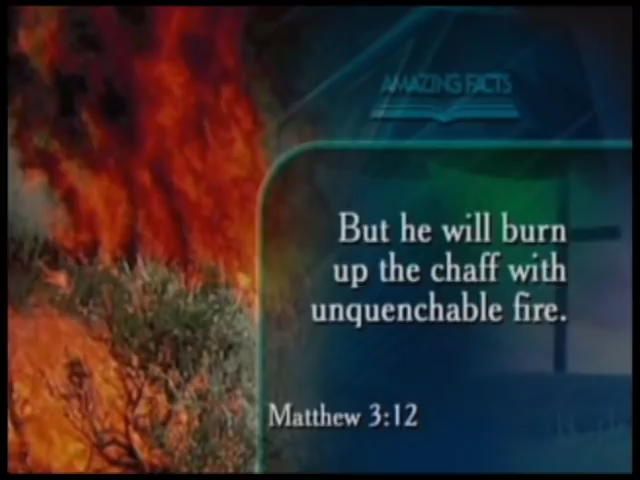 AMAZING FACTS
But he will burn
up the chaff with
unquenchable fire.
Matthew 3:12